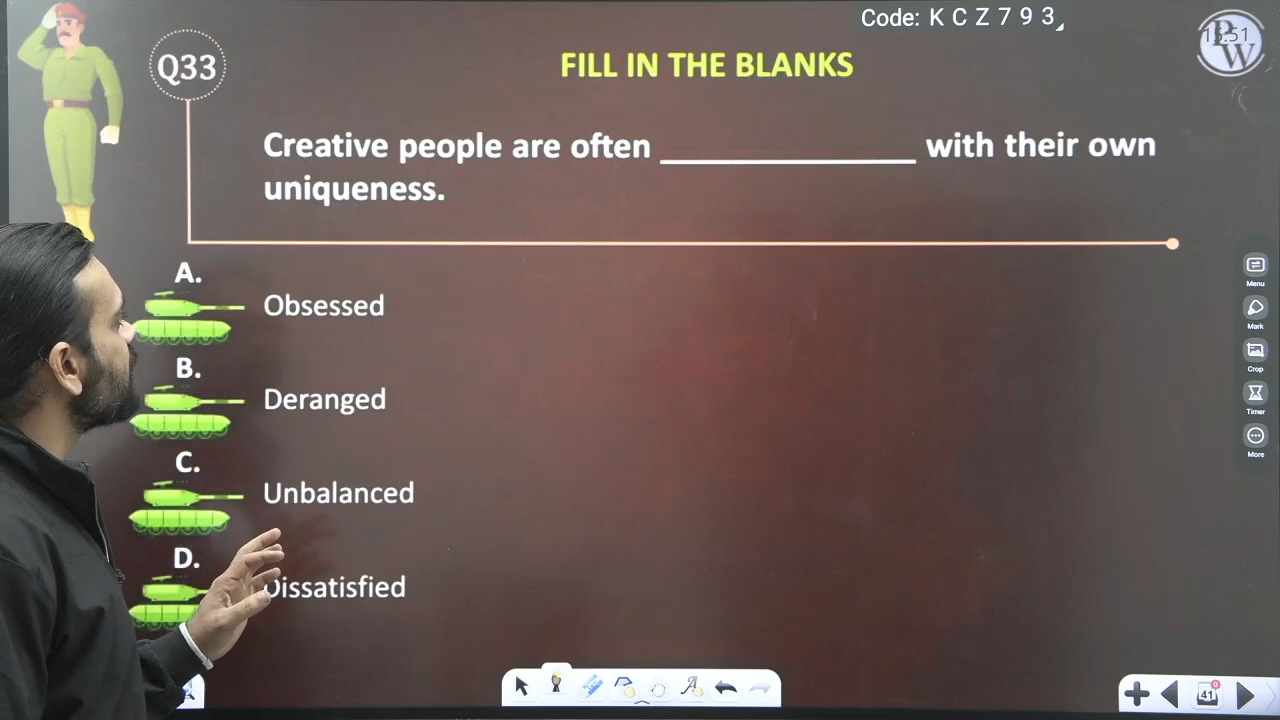 Code: K C Z 7 9 3
Q33
FILL IN THE BLANKS
Creative people are often ______________ with their own
uniqueness.
A.
Obsessed
B.
Deranged
C.
Unbalanced
D.
Dissatisfied
Menu
Mark
Crop
Timer
More
41